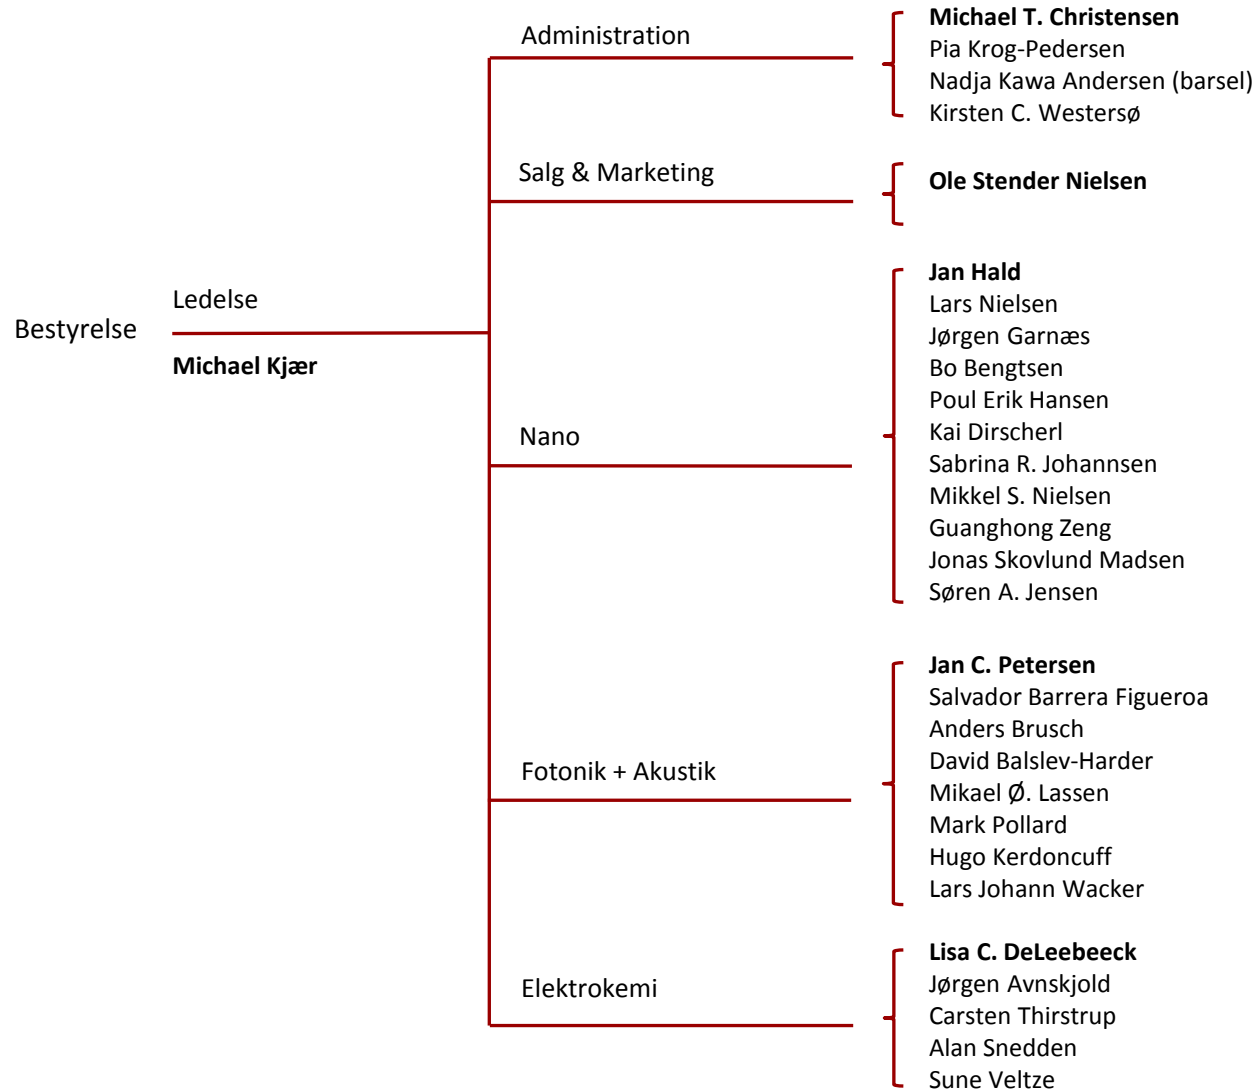 Bestyrelse
Ledelse
Michael Kjær
Administration
Michael T. Christensen
Pia Krog-Pedersen
Nadja Kawa Andersen (barsel)
Kirsten C. Westersø
Salg & Marketing
Ole Stender Nielsen
Nano
Jan Hald
Lars Nielsen
Jørgen Garnæs
Bo Bengtsen
Poul Erik Hansen
Kai Dirscherl
Sabrina R. Johannsen
Mikkel S. Nielsen
Guanghong Zeng
Jonas Skovlund Madsen
Søren A. Jensen
Fotonik + Akustik
Jan C. Petersen
Salvador Barrera Figueroa
Anders Brusch
David Balslev-Harder
Mikael Ø. Lassen
Mark Pollard
Hugo Kerdoncuff
Lars Johann Wacker
Elektrokemi
Lisa C. DeLeebeeck
Jørgen Avnskjold
Carsten Thirstrup
Alan Snedden
Sune Veltze